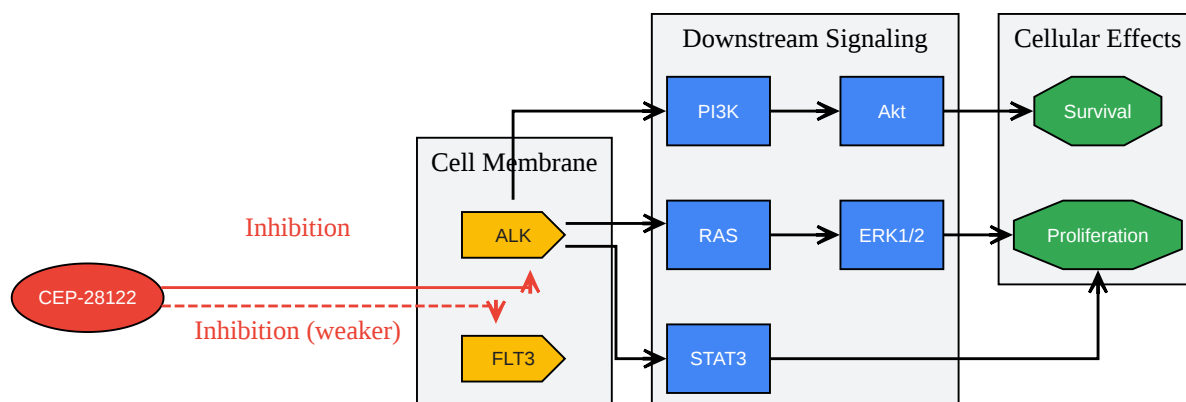 Downstream Signaling
Cellular Effects
PI3K
Akt
Survival
Cell Membrane
Inhibition
ALK
RAS
ERK1/2
Proliferation
CEP-28122
Inhibition (weaker)
FLT3
STAT3